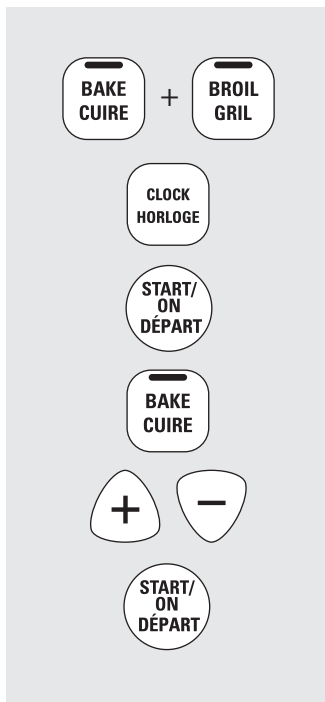 BAKE
CUIRE
+
BROIL
GRIL
CLOCK
HORLOGE
START/
ON
DÉPART
BAKE
CUIRE
+ −
START/
ON
DÉPART